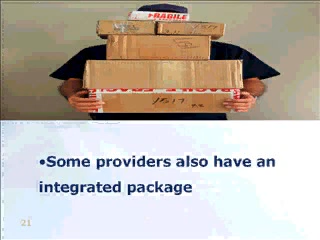 FRAGILE
•Some providers also have an
integrated package
21